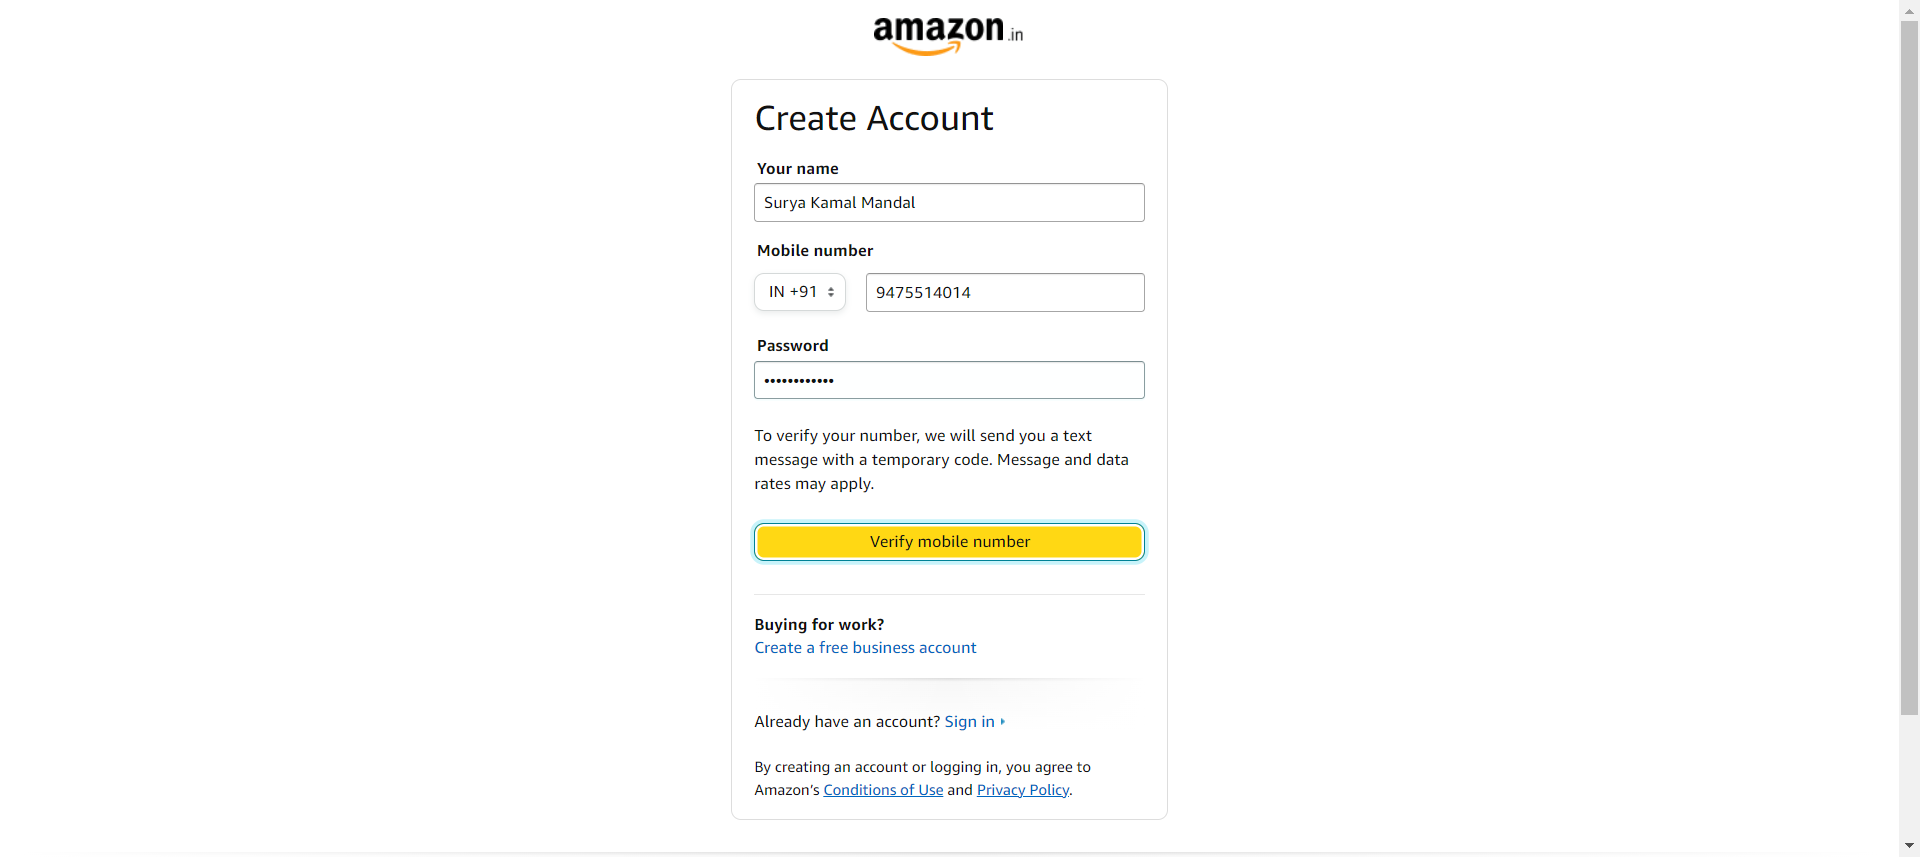 amazon.in
Create Account
Your name
Surya Kamal Mandal
Mobile number
IN +91
9475514014
Password
••••••••••••
To verify your number, we will send you a text
message with a temporary code. Message and data
rates may apply.
Verify mobile number
Buying for work?
Create a free business account
Already have an account? Sign in
By creating an account or logging in, you agree to
Amazon’s Conditions of Use and Privacy Policy.